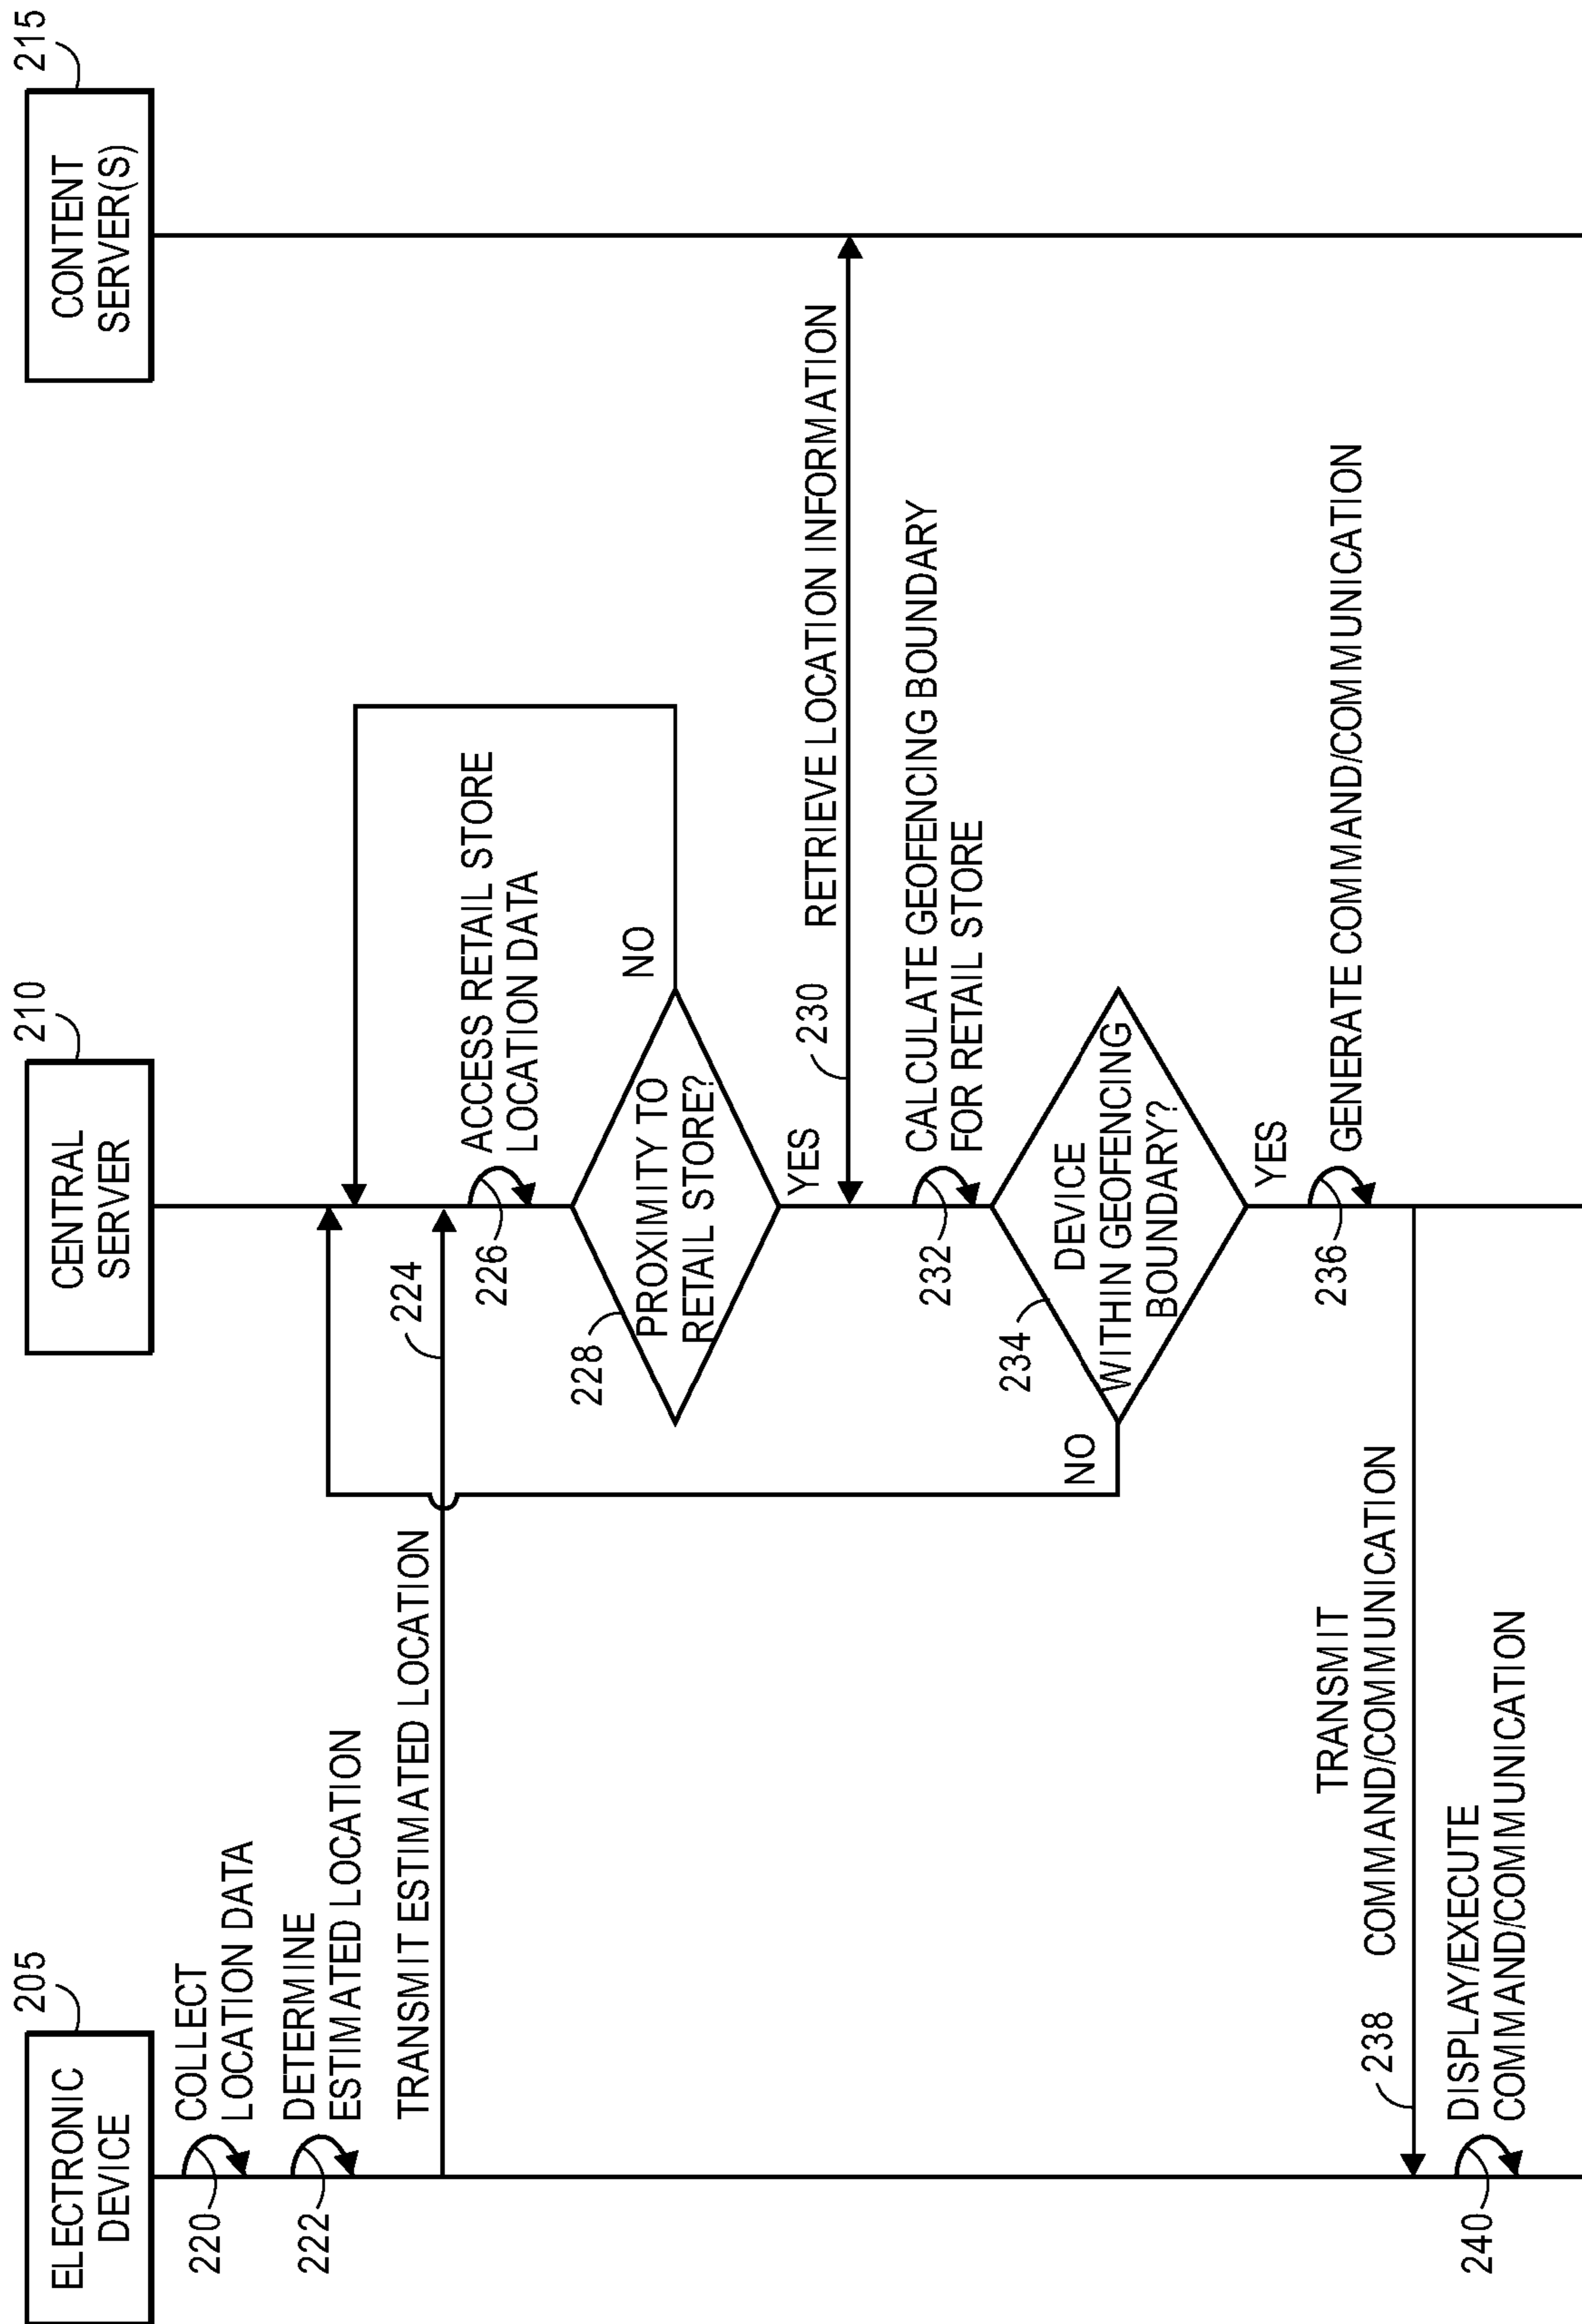 ELECTRONIC
DEVICE
205
CENTRAL
SERVER
210
CONTENT
SERVER(S)
215
220
COLLECT
LOCATION DATA
222
DETERMINE
ESTIMATED LOCATION
TRANSMIT ESTIMATED LOCATION
224
226
ACCESS RETAIL STORE
LOCATION DATA
228
PROXIMITY TO
RETAIL STORE?
NO
YES
230
RETRIEVE LOCATION INFORMATION
232
CALCULATE GEOFENCING BOUNDARY
FOR RETAIL STORE
234
DEVICE
WITHIN GEOFENCING
BOUNDARY?
NO
YES
236
GENERATE COMMAND/COMMUNICATION
TRANSMIT
238
COMMAND/COMMUNICATION
240
DISPLAY/EXECUTE
COMMAND/COMMUNICATION